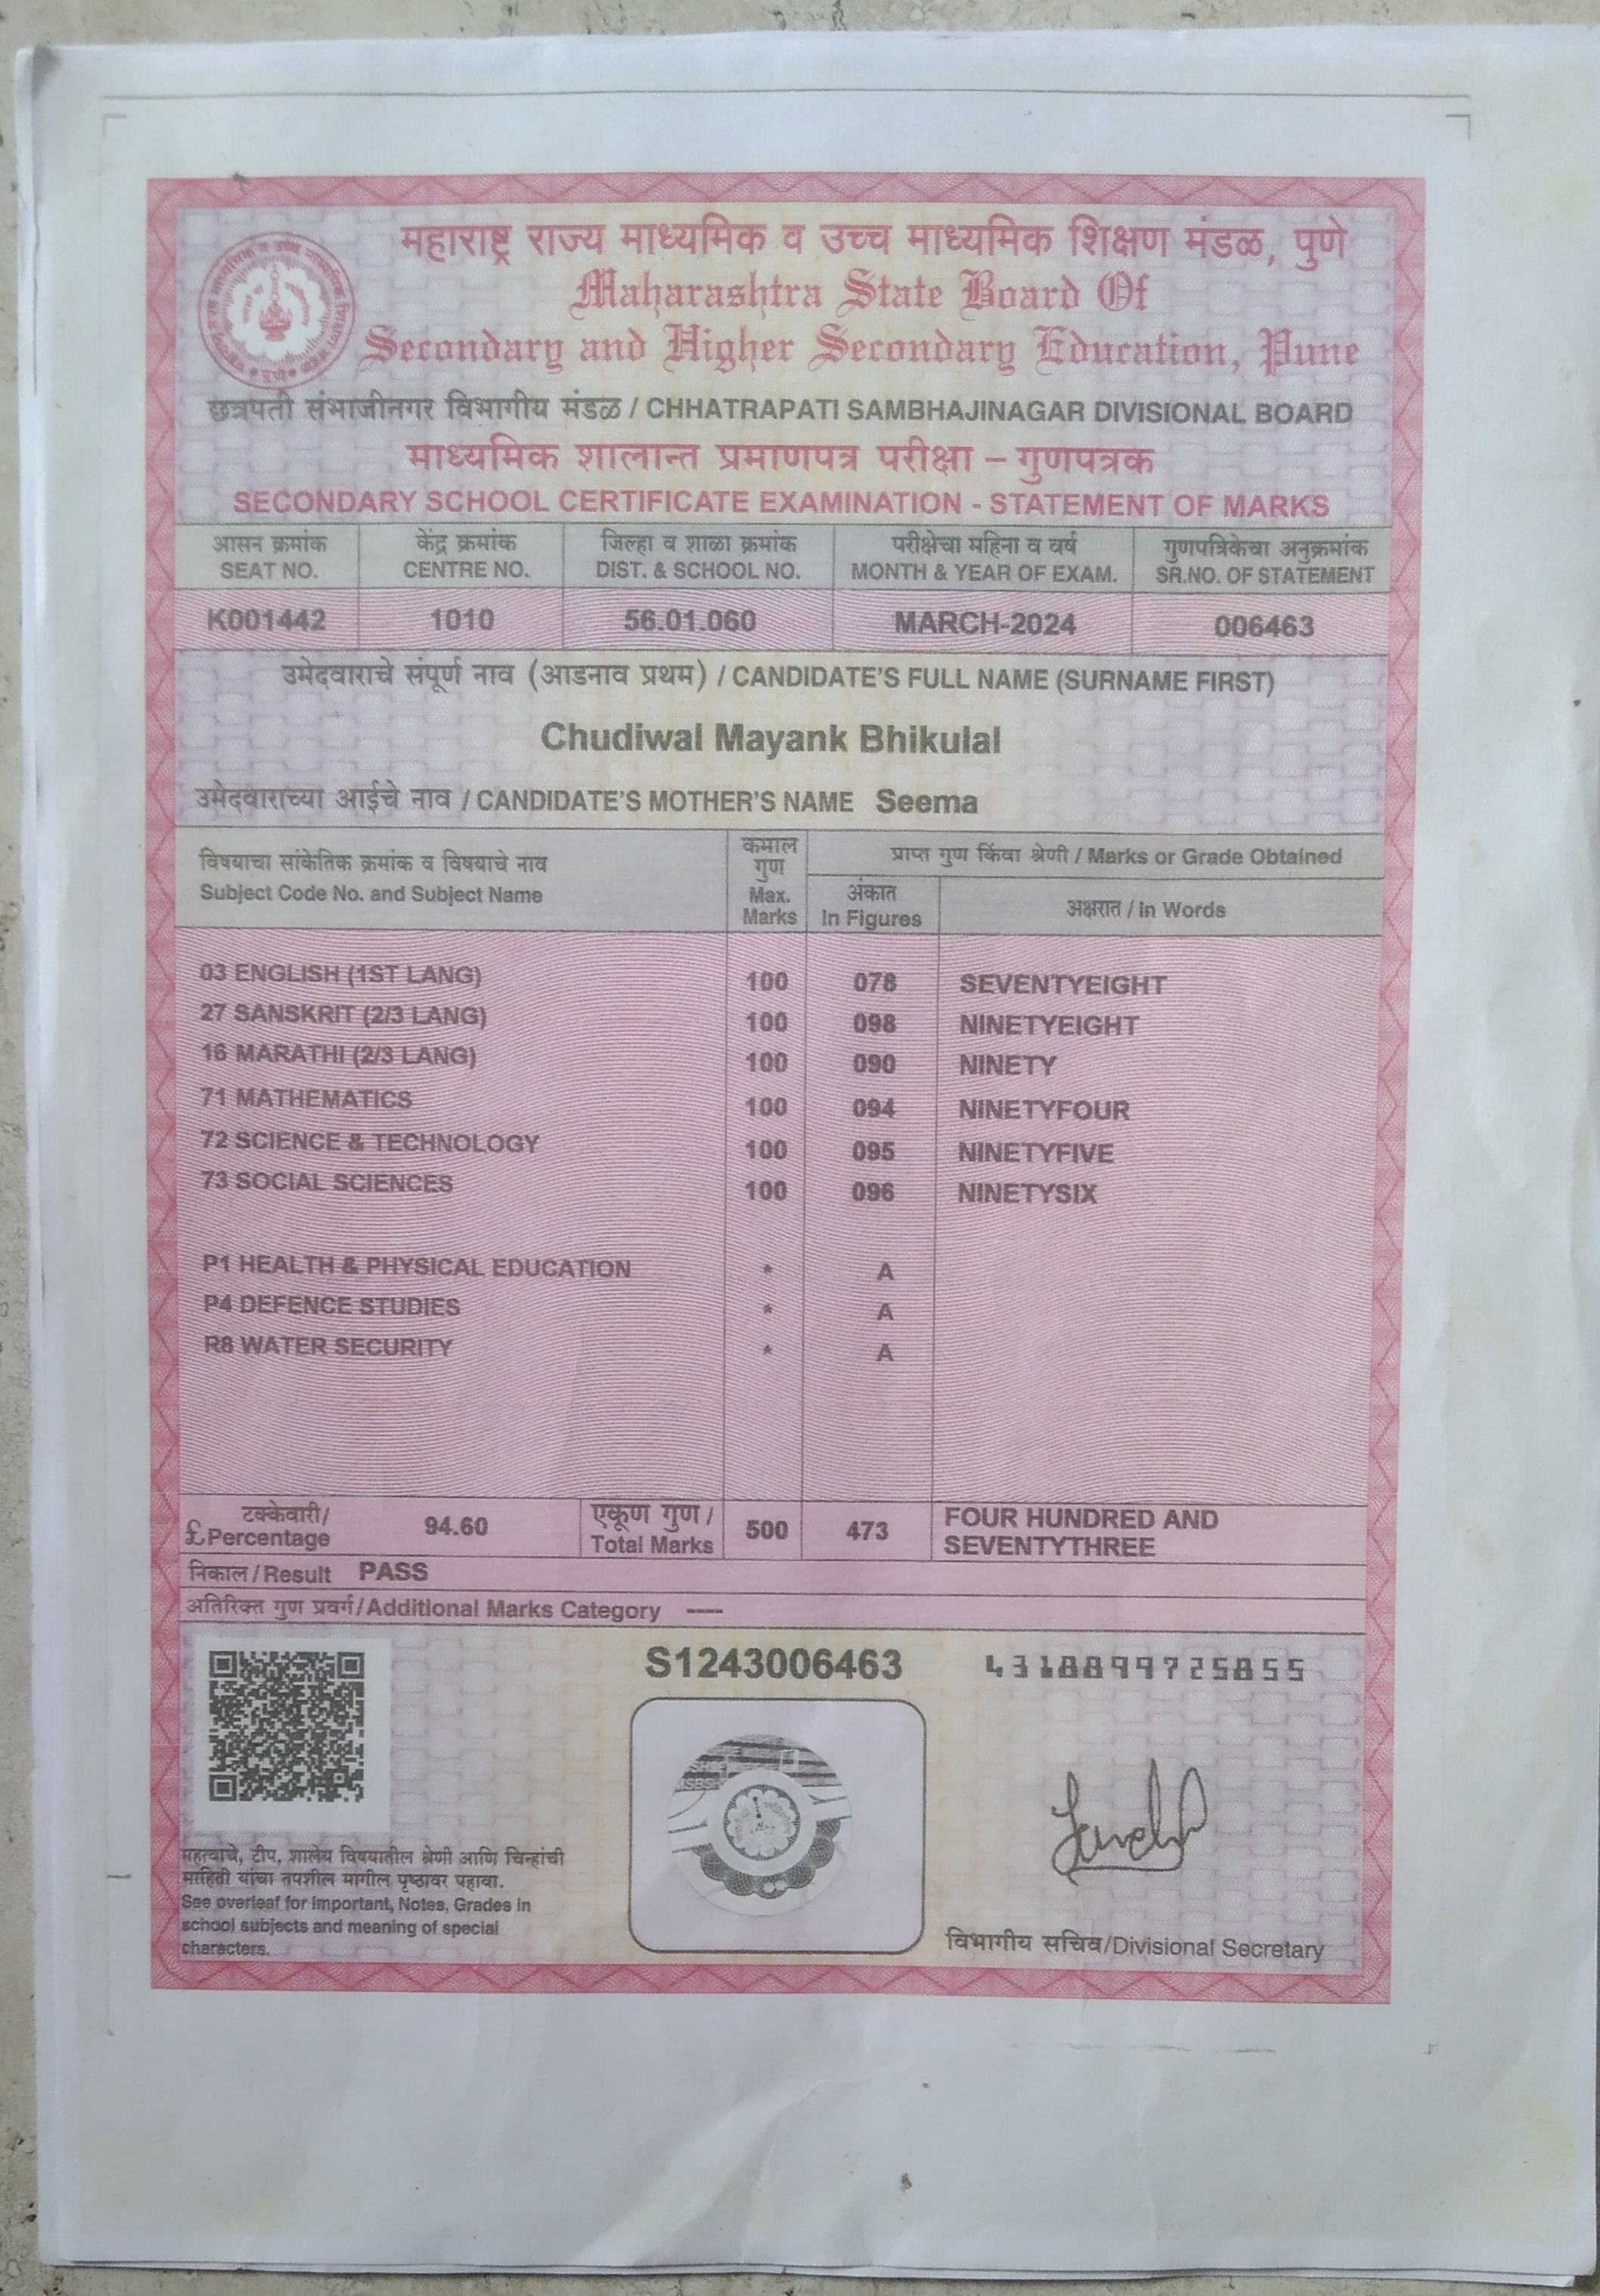 महाराष्ट्र राज्य माध्यमिक व उच्च माध्यमिक शिक्षण मंडळ, पुणे
Maharashtra State Board Of
Secondary and Higher Secondary Education, Pune
छत्रपती संभाजीनगर विभागीय मंडळ / CHHATRAPATI SAMBHAJINAGAR DIVISIONAL BOARD
माध्यमिक शालान्त प्रमाणपत्र परीक्षा – गुणपत्रक
SECONDARY SCHOOL CERTIFICATE EXAMINATION - STATEMENT OF MARKS
आसन क्रमांक केंद्र क्रमांक जिल्हा व शाळा क्रमांक परीक्षेचा महिना व वर्ष गुणपत्रिकेचा अनुक्रमांक
SEAT NO. CENTRE NO. DIST. & SCHOOL NO. MONTH & YEAR OF EXAM. SR.NO. OF STATEMENT
K001442 1010 56.01.060 MARCH-2024 006463
उमेदवाराचे संपूर्ण नाव (आडनाव प्रथम) / CANDIDATE'S FULL NAME (SURNAME FIRST)
Chudiwal Mayank Bhikulal
उमेदवाराच्या आईचे नाव / CANDIDATE'S MOTHER'S NAME Seema
विषयाचा सांकेतिक क्रमांक व विषयाचे नाव
Subject Code No. and Subject Name
कमाल
गुण
Max.
Marks
प्राप्त गुण किंवा श्रेणी / Marks or Grade Obtained
अंकात
In Figures
अक्षरात / In Words
03 ENGLISH (1ST LANG) 100 078 SEVENTYEIGHT
27 SANSKRIT (2/3 LANG) 100 098 NINETYEIGHT
16 MARATHI (2/3 LANG) 100 090 NINETY
71 MATHEMATICS 100 094 NINETYFOUR
72 SCIENCE & TECHNOLOGY 100 095 NINETYFIVE
73 SOCIAL SCIENCES 100 096 NINETYSIX
P1 HEALTH & PHYSICAL EDUCATION * A
P4 DEFENCE STUDIES * A
R8 WATER SECURITY * A
टक्केवारी/
£ Percentage 94.60
एकूण गुण /
Total Marks 500 473
FOUR HUNDRED AND
SEVENTYTHREE
निकाल / Result PASS
अतिरिक्त गुण प्रवर्ग/Additional Marks Category ----
S1243006463 4318899725855
महत्वाचे, टीप, शालेय विषयातील श्रेणी आणि चिन्हांची
माहिती यांचा तपशील मागील पृष्ठावर पहावा.
See overleaf for Important, Notes, Grades in
school subjects and meaning of special
characters.
विभागीय सचिव/Divisional Secretary